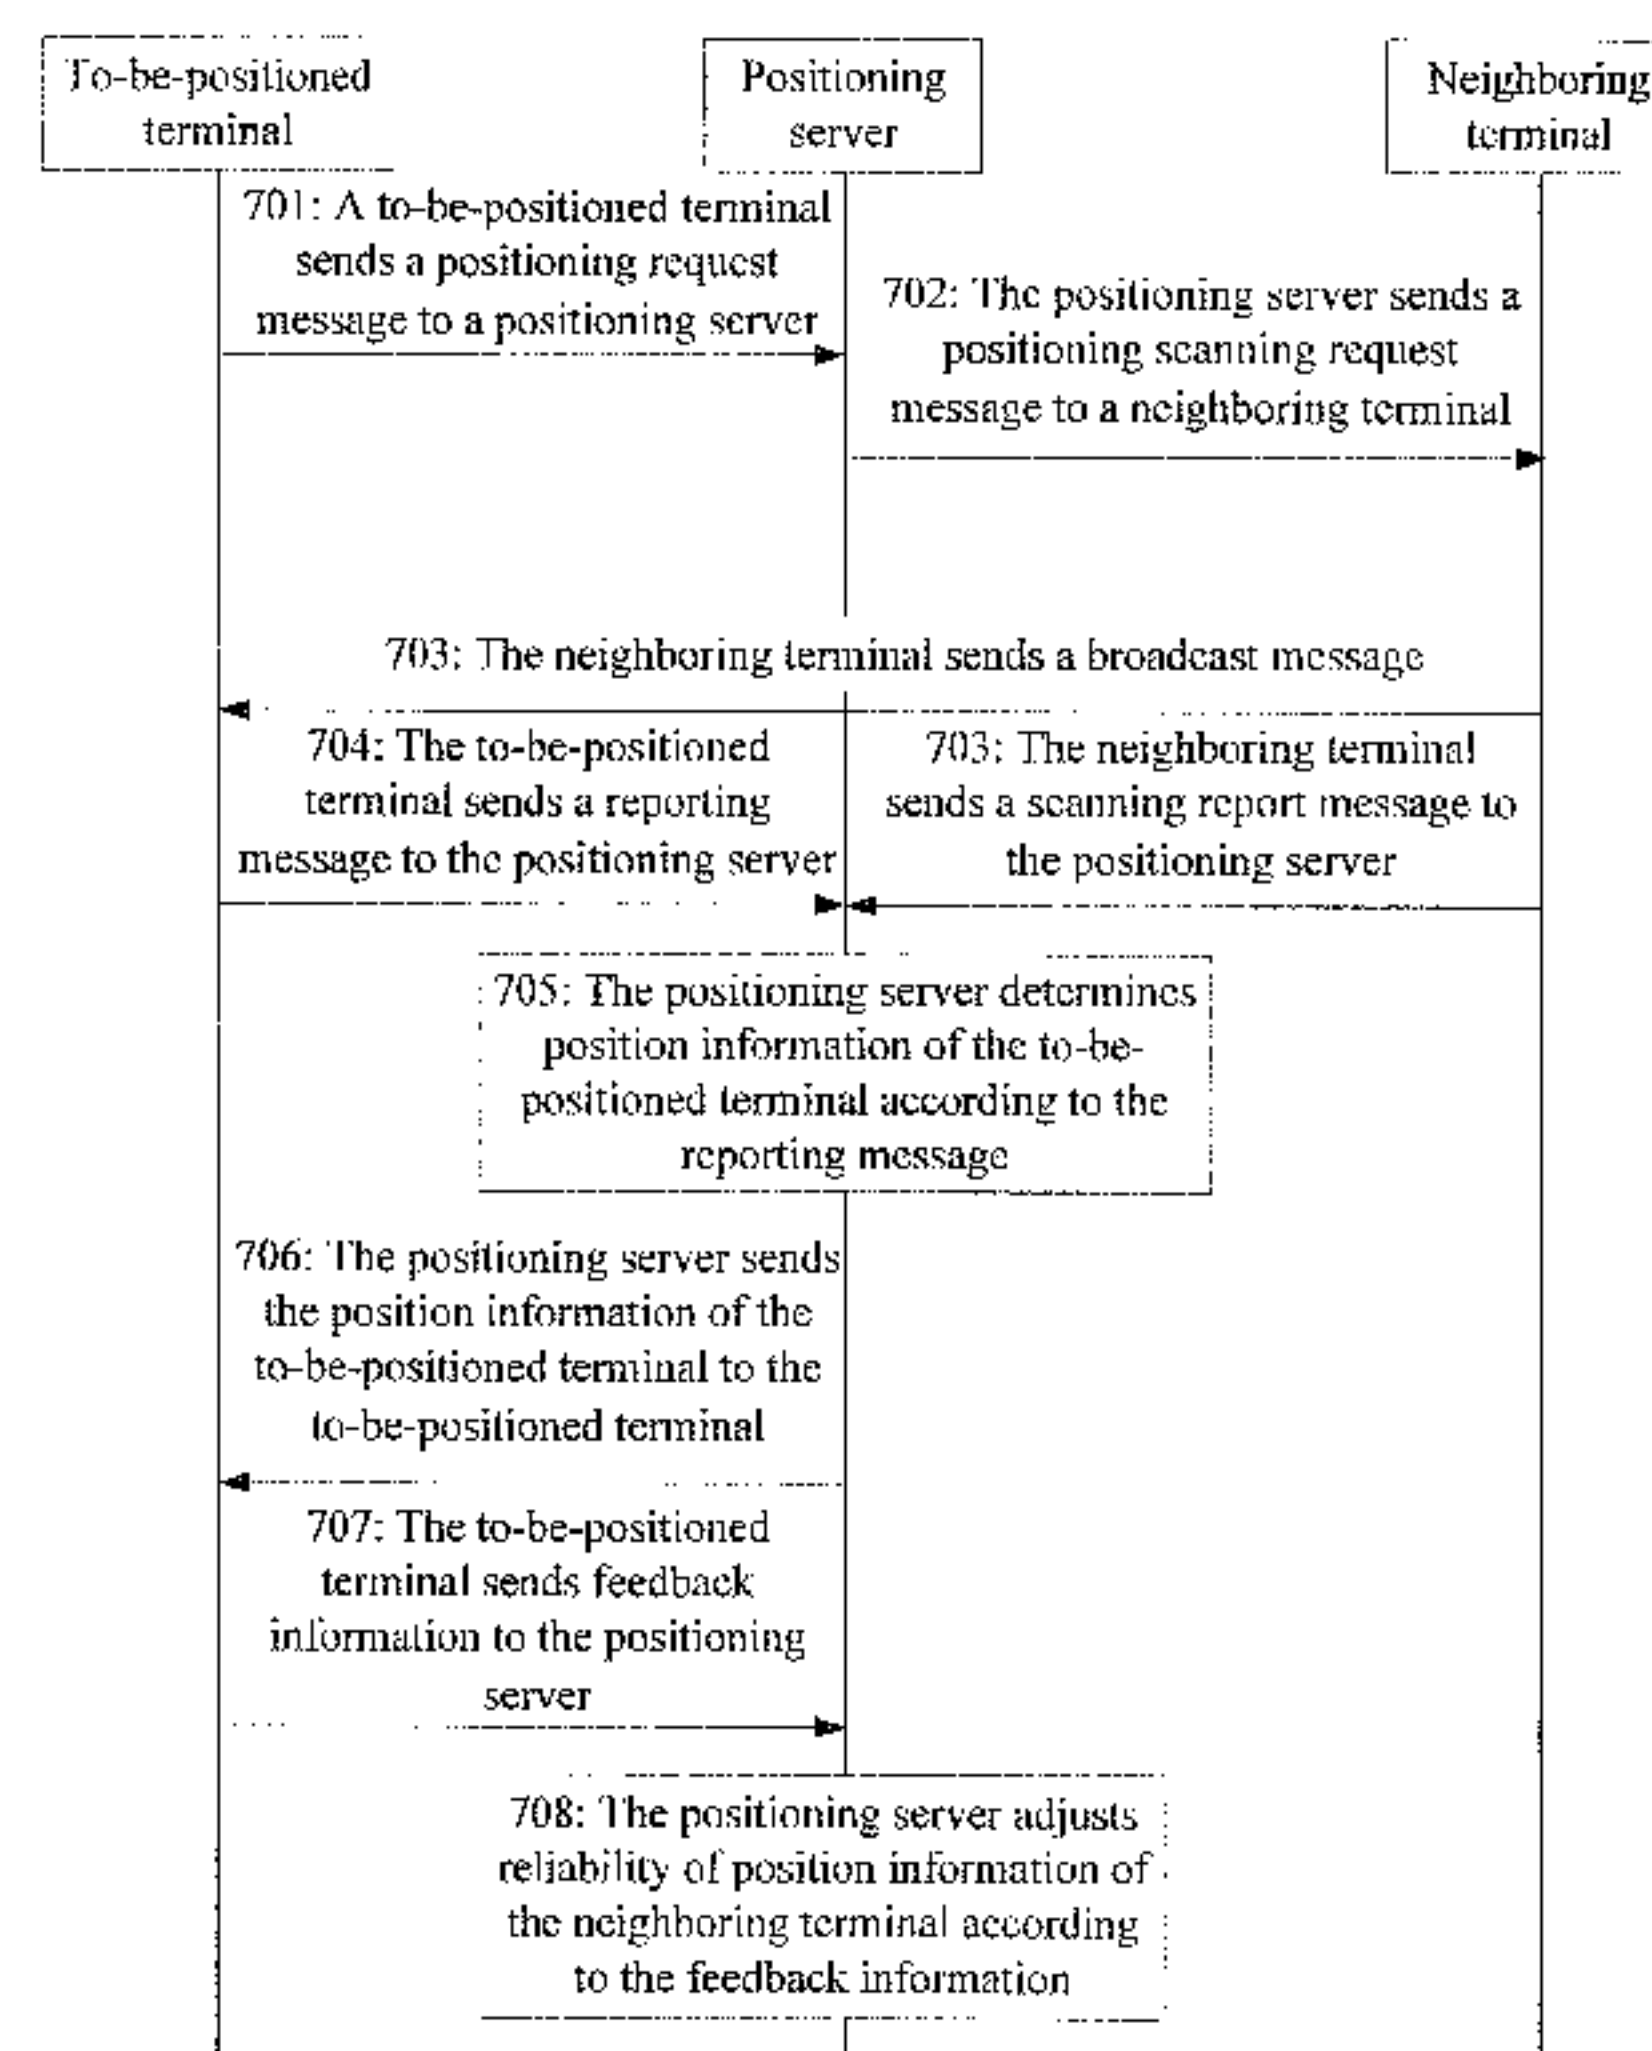 To-be-positioned
terminal
Positioning
server
Neighboring
terminal
701: A to-be-positioned terminal
sends a positioning request
message to a positioning server
702: The positioning server sends a
positioning scanning request
message to a neighboring terminal
703: The neighboring terminal sends a broadcast message
704: The to-be-positioned
terminal sends a reporting
message to the positioning server
703: The neighboring terminal
sends a scanning report message to
the positioning server
705: The positioning server determines
position information of the to-be-
positioned terminal according to the
reporting message
706: The positioning server sends
the position information of the
to-be-positioned terminal to the
to-be-positioned terminal
707: The to-be-positioned
terminal sends feedback
information to the positioning
server
708: The positioning server adjusts
reliability of position information of
the neighboring terminal according
to the feedback information